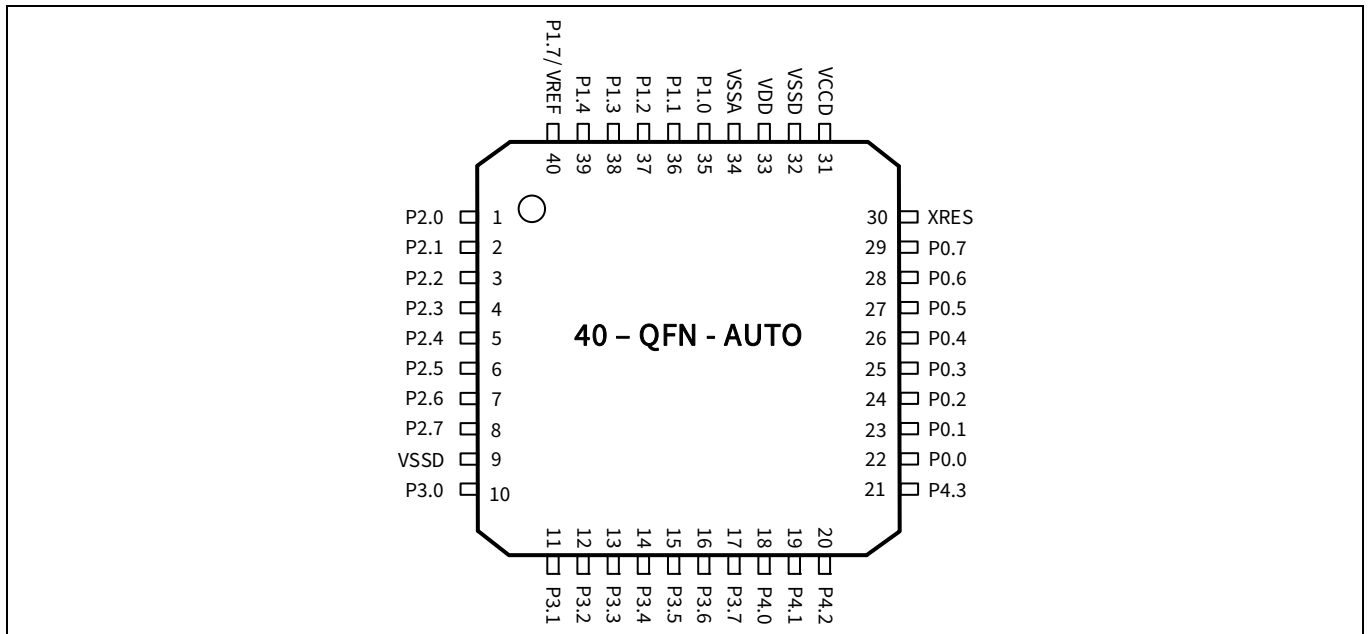 P1.7/ VREF
P1.4
P1.3
P1.2
P1.1
P1.0
VSSA
VDD
VSSD
VCCD
40
39
38
37
36
35
34
33
32
31
P2.0 1
P2.1 2
P2.2 3
P2.3 4
P2.4 5
P2.5 6
P2.6 7
P2.7 8
VSSD 9
P3.0 10
40 – QFN - AUTO
30 XRES
29 P0.7
28 P0.6
27 P0.5
26 P0.4
25 P0.3
24 P0.2
23 P0.1
22 P0.0
21 P4.3
11
12
13
14
15
16
17
18
19
20
P3.1
P3.2
P3.3
P3.4
P3.5
P3.6
P3.7
P4.0
P4.1
P4.2